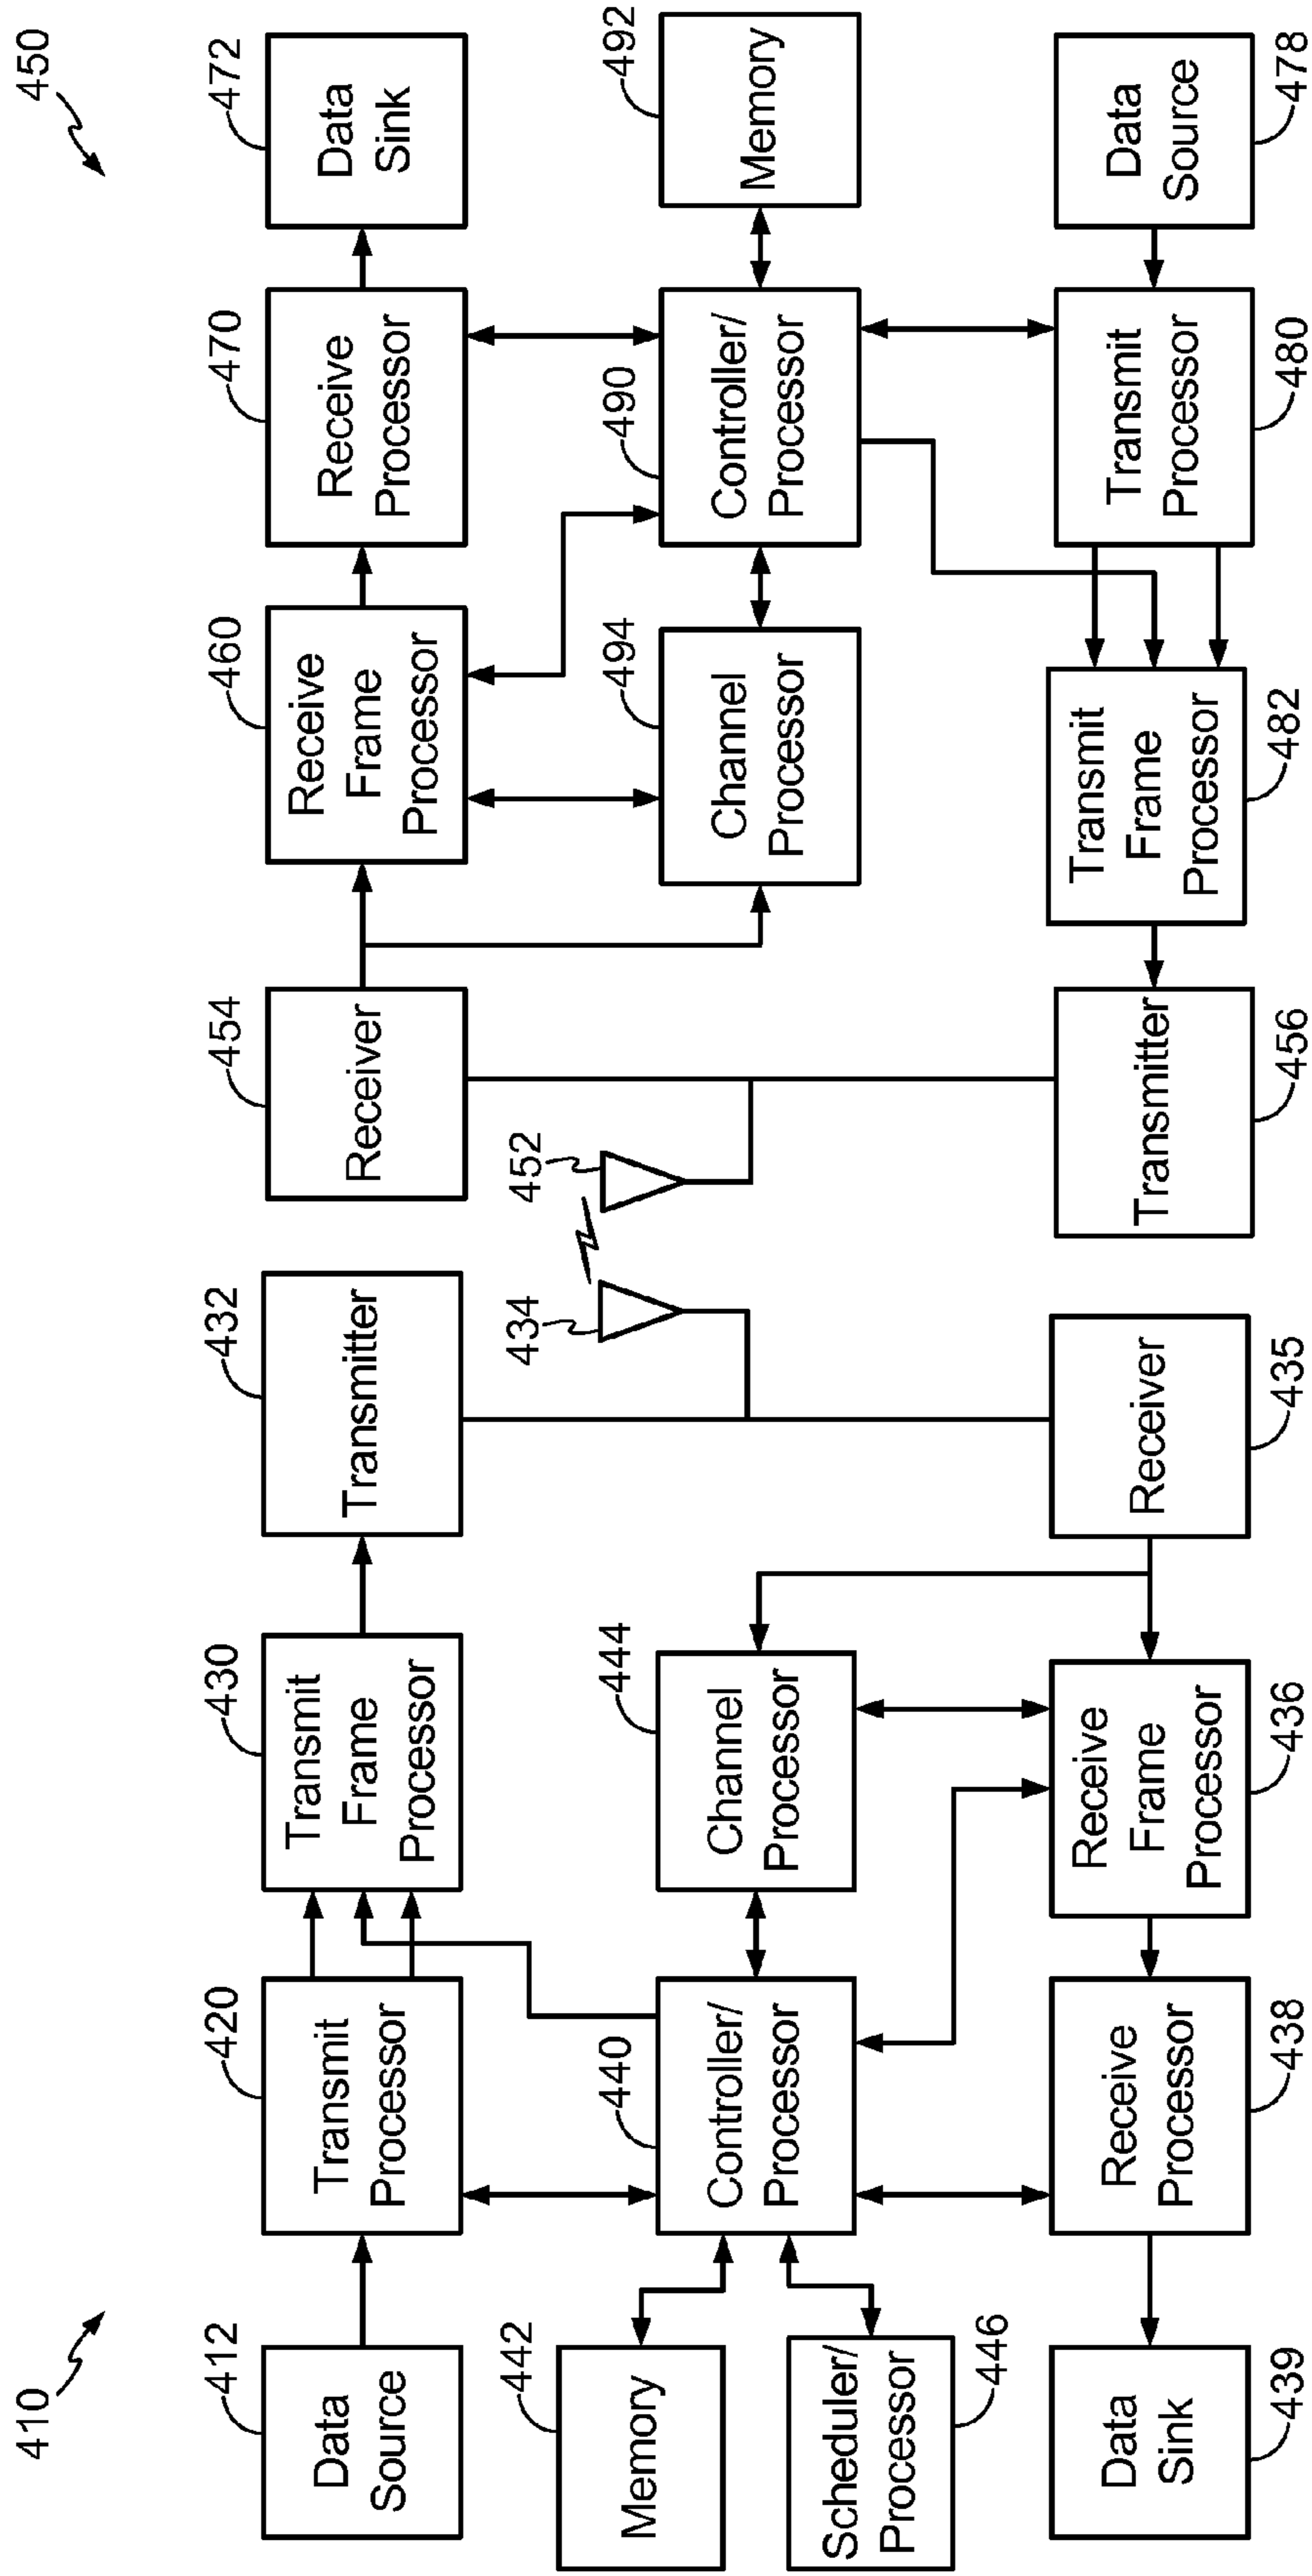 410
450
412
Data
Source
420
Transmit
Processor
430
Transmit
Frame
Processor
432
Transmitter
454
Receiver
460
Receive
Frame
Processor
470
Receive
Processor
472
Data
Sink
442
Memory
Scheduler/
Processor
446
440
Controller/
Processor
444
Channel
Processor
434
452
494
Channel
Processor
490
Controller/
Processor
492
Memory
Data
Sink
439
Receive
Processor
438
Receive
Frame
Processor
436
Receiver
435
Transmitter
456
Transmit
Frame
Processor
482
Transmit
Processor
480
Data
Source
478